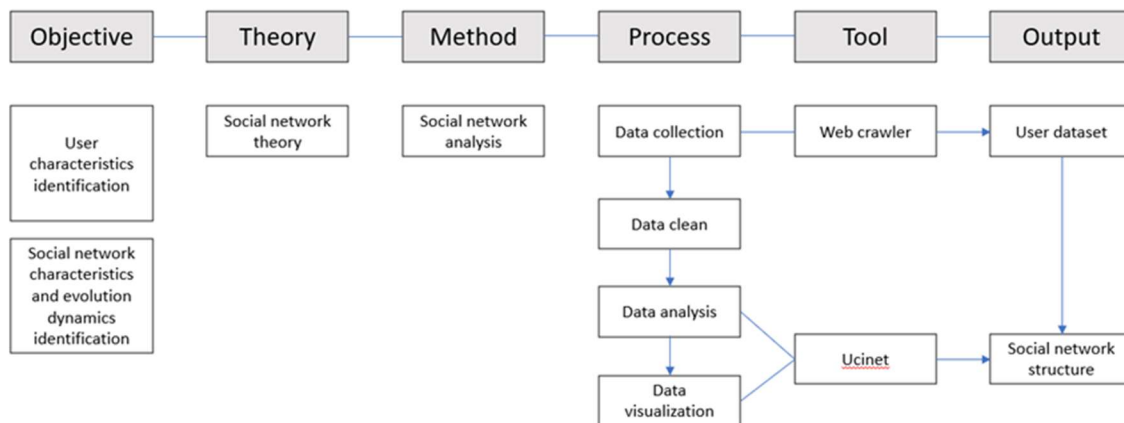 Objective
Theory
Method
Process
Tool
Output
User
characteristics
identification
Social network
characteristics
and evolution
dynamics
identification
Social network
theory
Social network
analysis
Data collection
Data clean
Data analysis
Data
visualization
Web crawler
Ucinet
User dataset
Social network
structure